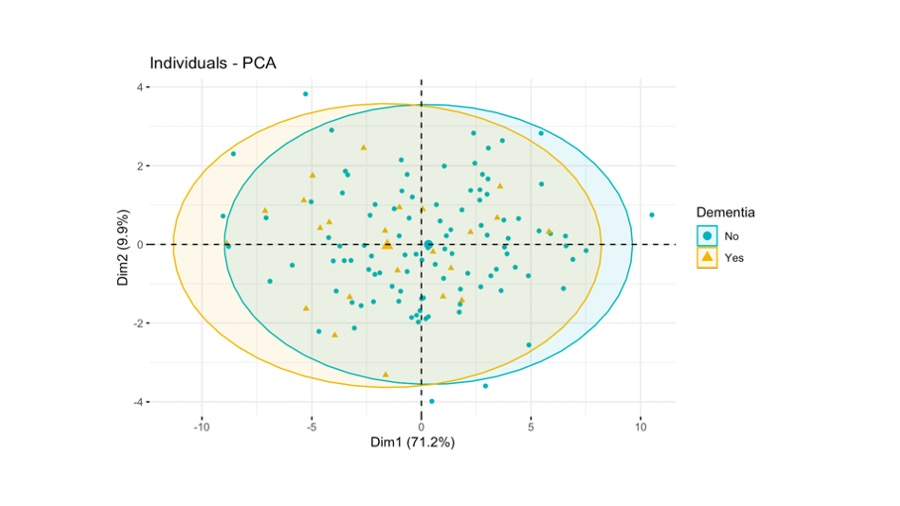 Individuals - PCA
4
2
0
-2
-4
Dim2 (9.9%)
-10
-5
0
5
10
Dim1 (71.2%)
Dementia
No
Yes